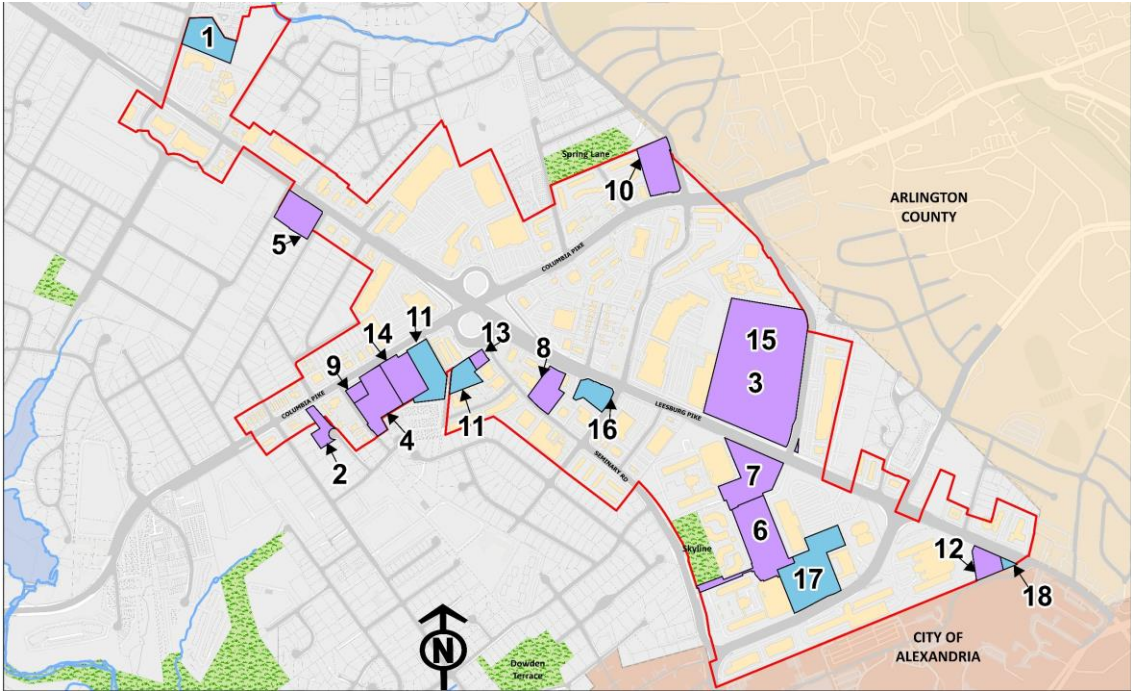 1
Spring Lane
10
ARLINGTON
COUNTY
5
COLUMBIA PIKE
11
13
14
8
15
9
3
COLUMBIA PIKE
LEESBURG PIKE
16
11
4
2
SEMINARY RD
7
6
Skyline
12
17
18
N
CITY OF
ALEXANDRIA
Dowden
Terrace